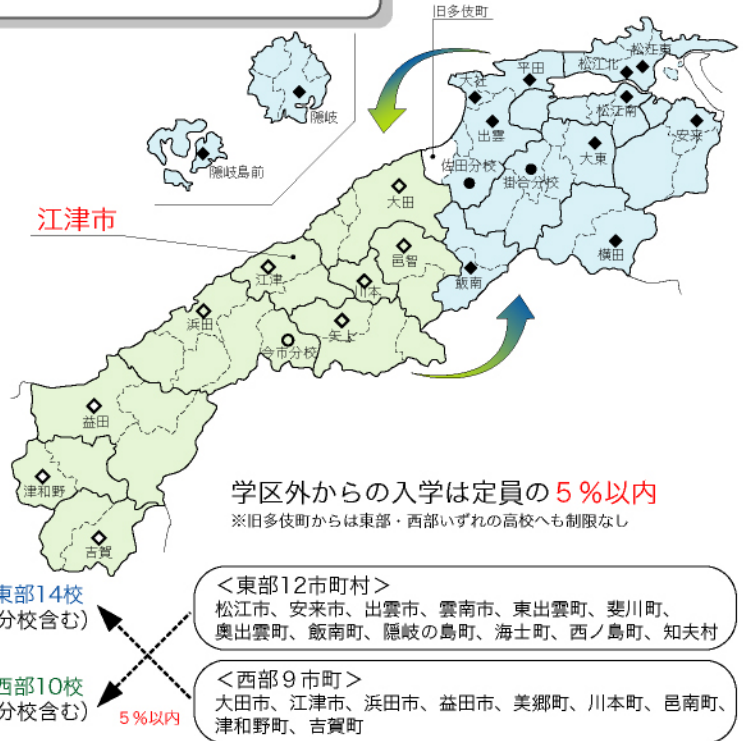 旧多伎町
松江東
松江北
平田
大社
松江南
隠岐
出雲
安来
大東
隠岐島前
佐田分校
掛合分校
大田
江津市
邑智
横田
江津
川本
飯南
浜田
矢上
今市分校
益田
津和野
吉賀
学区外からの入学は定員の5%以内
※旧多伎町からは東部・西部いずれの高校へも制限なし
東部14校
分校含む)
<東部12市町村>
松江市、安来市、出雲市、雲南市、東出雲町、斐川町、
奥出雲町、飯南町、隠岐の島町、海士町、西ノ島町、知夫村
西部10校
分校含む)
5%以内
<西部9市町>
大田市、江津市、浜田市、益田市、美郷町、川本町、邑南町、
津和野町、吉賀町